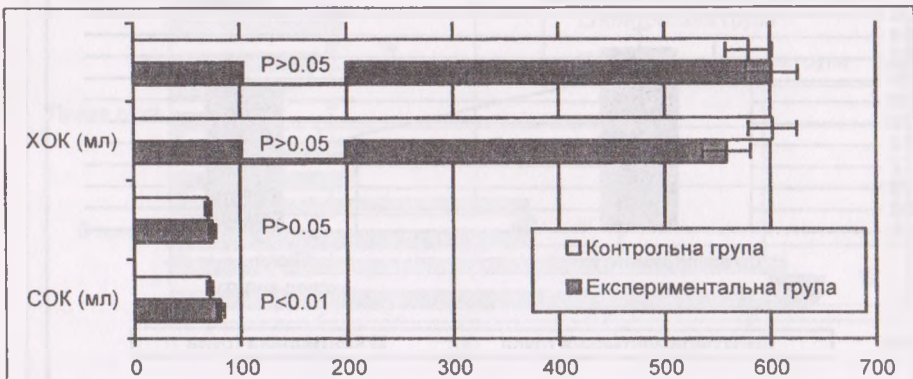 P>0.05
ХОК (мл)
P>0.05
P>0.05
Контрольна група
Експериментальна група
СОК (мл)
P<0.01
0 100 200 300 400 500 600 700